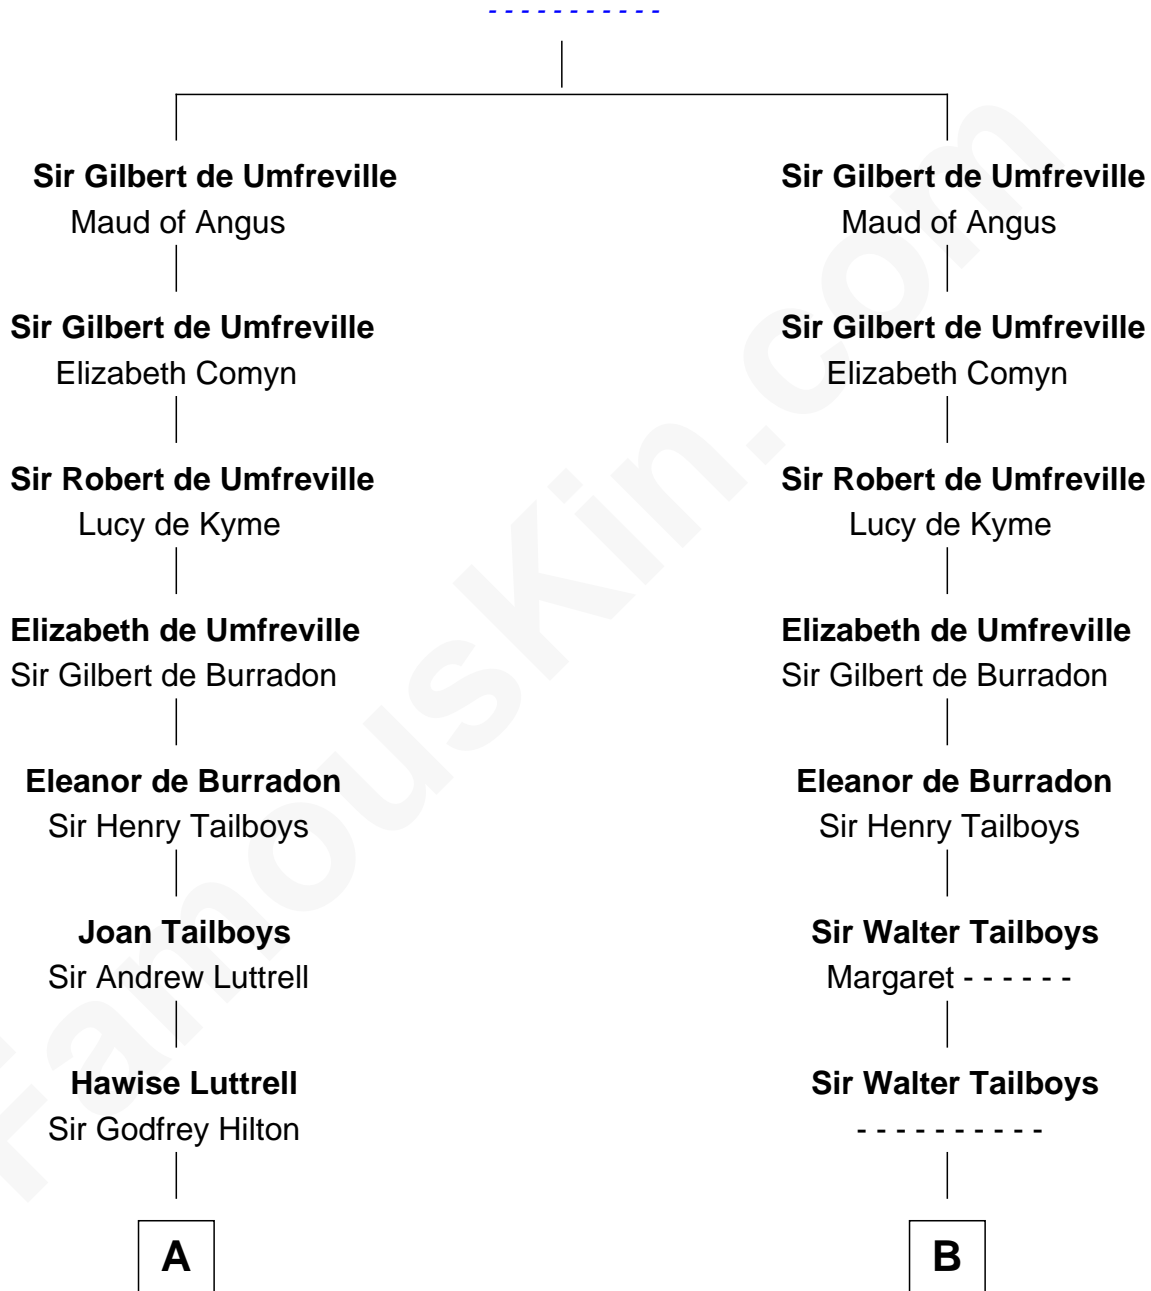 - - - - - - - - - - -
Sir Gilbert de Umfreville Sir Gilbert de Umfreville
Maud of Angus Maud of Angus
Sir Gilbert de Umfreville Sir Gilbert de Umfreville
Elizabeth Comyn Elizabeth Comyn
Sir Robert de Umfreville Sir Robert de Umfreville
Lucy de Kyme Lucy de Kyme
Elizabeth de Umfreville Elizabeth de Umfreville
Sir Gilbert de Burradon Sir Gilbert de Burradon
Eleanor de Burradon Eleanor de Burradon
Sir Henry Tailboys Sir Henry Tailboys
Joan Tailboys Sir Walter Tailboys
Sir Andrew Luttrell Margaret - - - - - -
Hawise Luttrell Sir Walter Tailboys
Sir Godfrey Hilton - - - - - - - - - -
A B
FamousKin.com